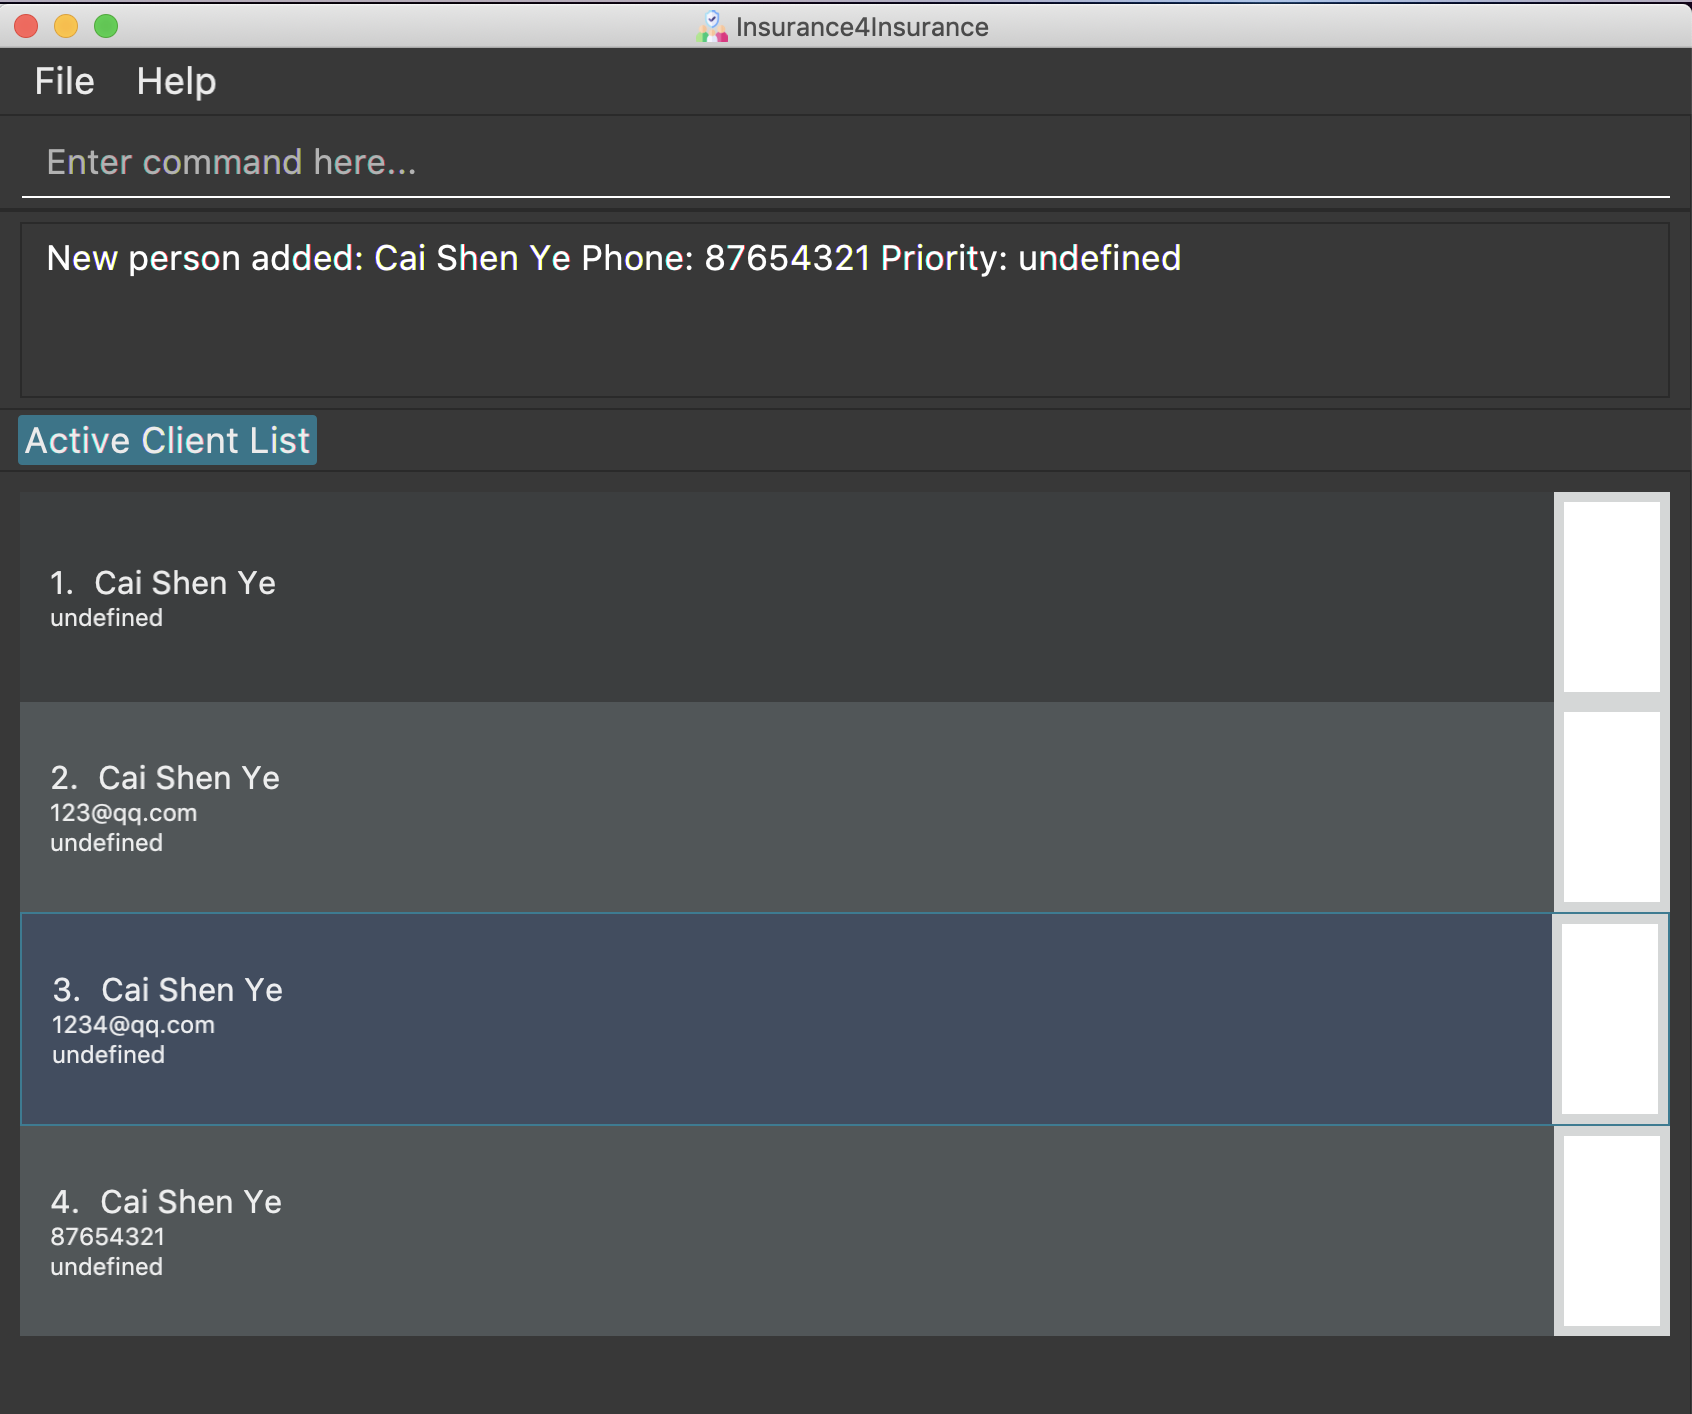 Insurance4Insurance
File Help
Enter command here...
New person added: Cai Shen Ye Phone: 87654321 Priority: undefined
Active Client List
1. Cai Shen Ye
undefined
2. Cai Shen Ye
123@qq.com
undefined
3. Cai Shen Ye
1234@qq.com
undefined
4. Cai Shen Ye
87654321
undefined